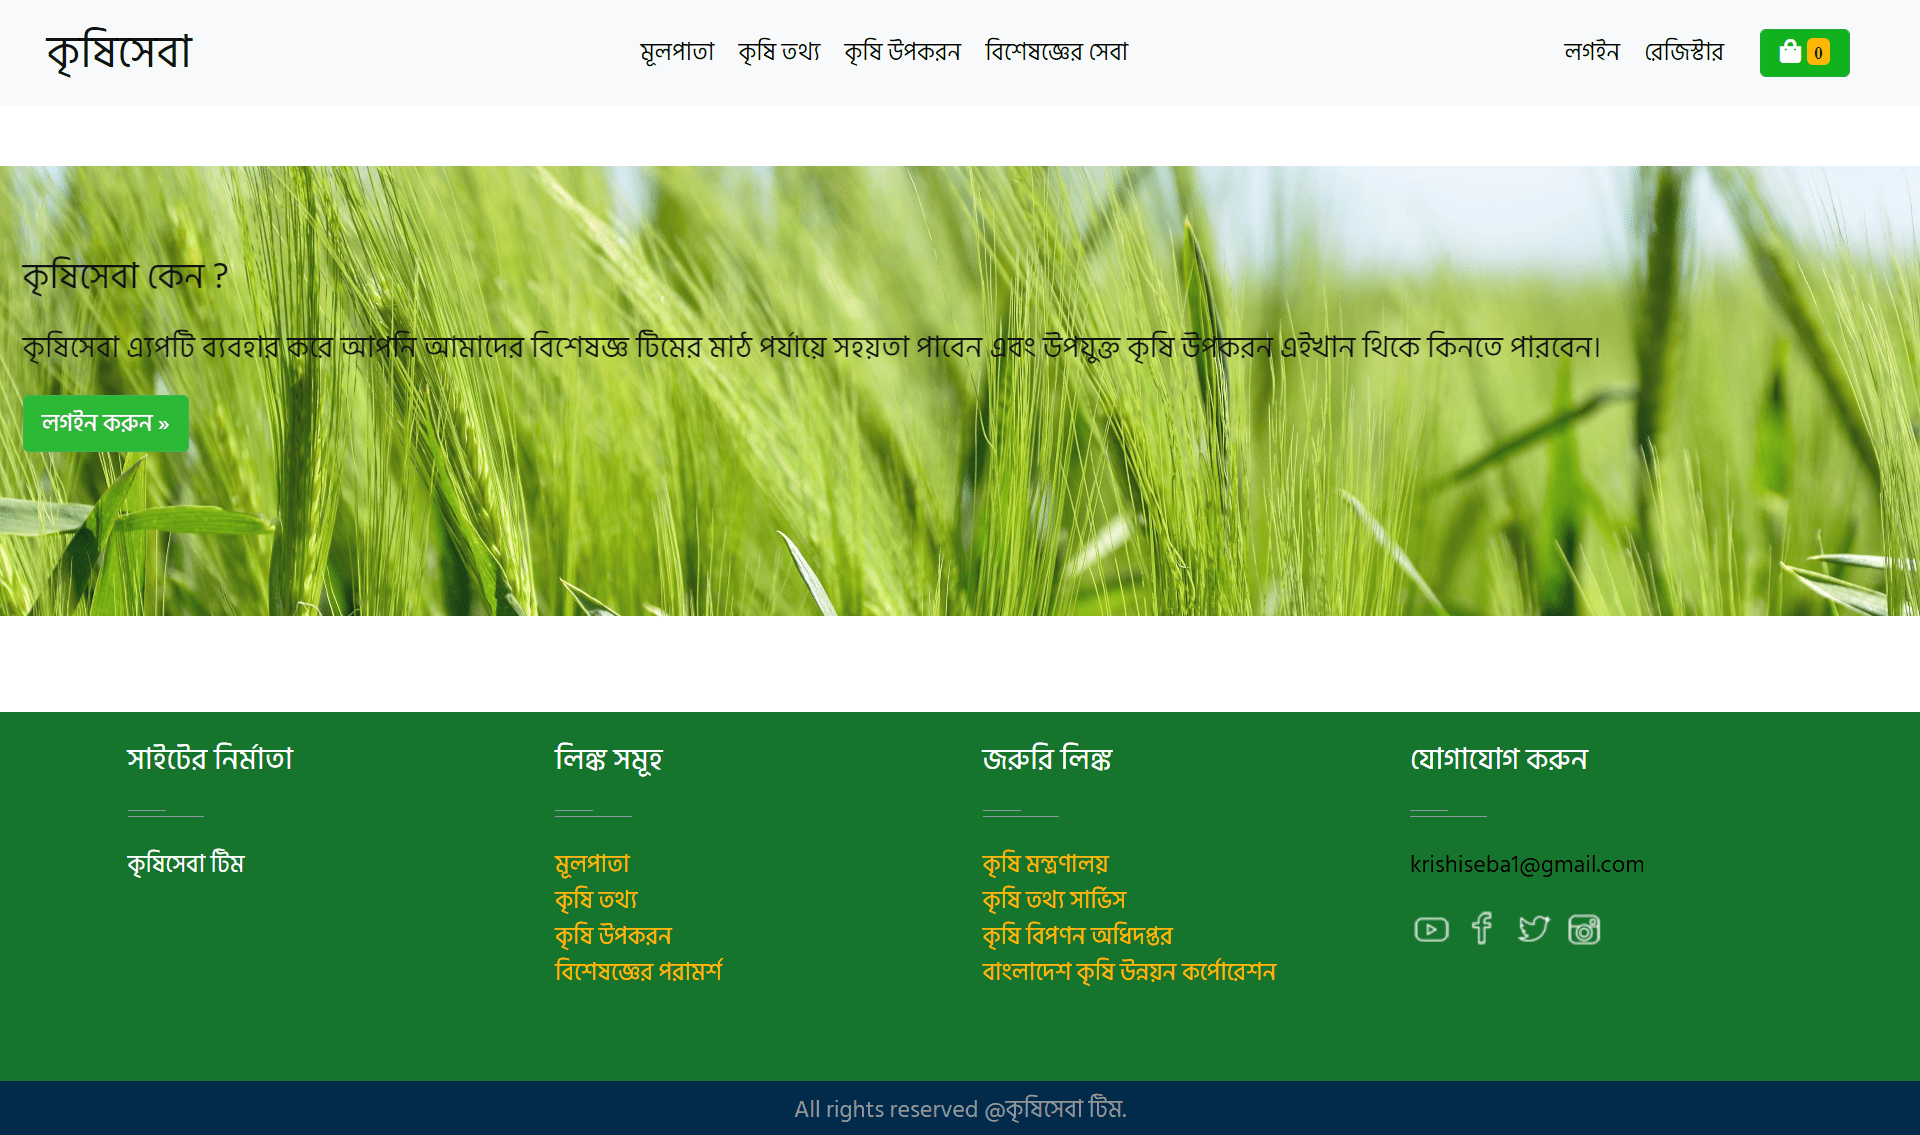 কৃষিসেবা
মূলপাতা কৃষি তথ্য কৃষি উপকরন বিশেষজ্ঞের সেবা
লগইন রেজিস্টার 0
কৃষিসেবা কেন ?
কৃষিসেবা এ্যপটি ব্যবহার করে আপনি আমাদের বিশেষজ্ঞ টিমের মাঠ পর্যায়ে সহয়তা পাবেন এবং উপযুক্ত কৃষি উপকরন এইখান থিকে কিনতে পারবেন।
লগইন করুন »
সাইটের নির্মাতা
কৃষিসেবা টিম
লিঙ্ক সমূহ
মূলপাতা
কৃষি তথ্য
কৃষি উপকরন
বিশেষজ্ঞের পরামর্শ
জরুরি লিঙ্ক
কৃষি মন্ত্রণালয়
কৃষি তথ্য সার্ভিস
কৃষি বিপণন অধিদপ্তর
বাংলাদেশ কৃষি উন্নয়ন কর্পোরেশন
যোগাযোগ করুন
krishiseba1@gmail.com
All rights reserved @কৃষিসেবা টিম.